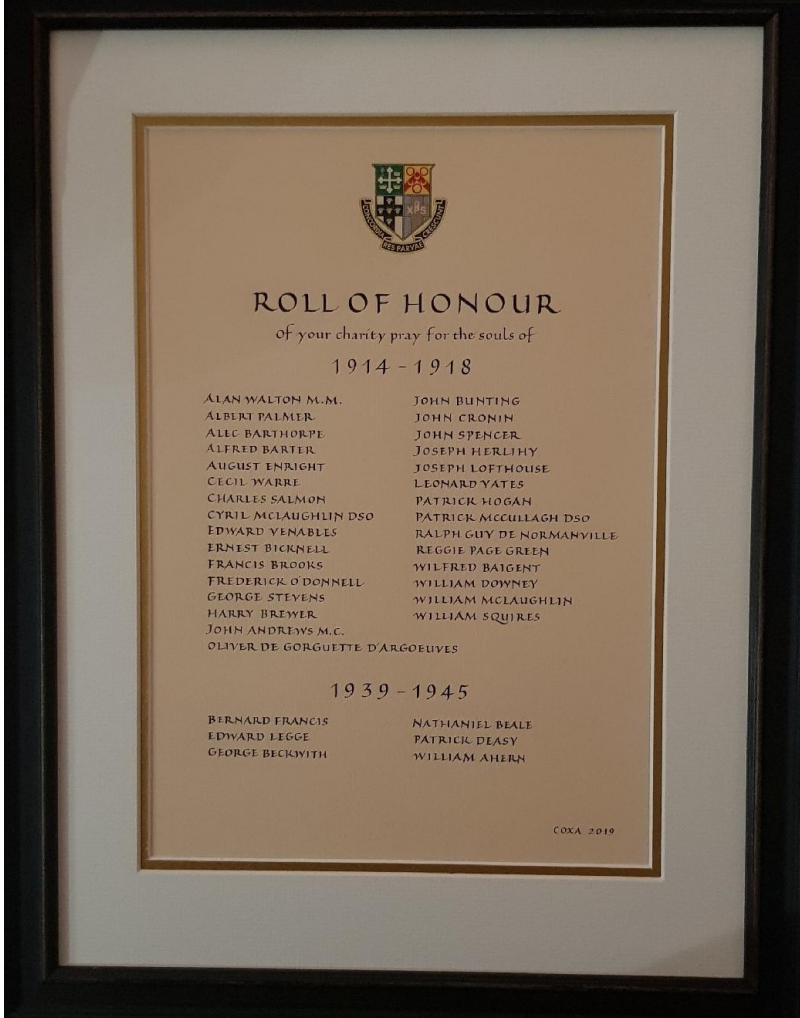 CONCORDIA RES PARVAE CRESCUNT
ROLL OF HONOUR
of your charity pray for the souls of
1914-1918
ALAN WALTON M.M.
ALBERT PALMER
ALEC BARTHORPE
ALFRED BARTER
AUGUST ENRIGHT
CECIL WARRE
CHARLES SALMON
CYRIL MCLAUGHLIN DSO
EDWARD VENABLES
ERNEST BICKNELL
FRANCIS BROOKS
FREDERICK O'DONNELL
GEORGE STEVENS
HARRY BREWER
JOHN ANDREWS M.C.
OLIVER DE GORGUETTE D'ARGOEUVES
JOHN BUNTING
JOHN CRONIN
JOHN SPENCER
JOSEPH HERLIHY
JOSEPH LOFTHOUSE
LEONARD YATES
PATRICK HOGAN
PATRICK MCCULLAGH DSO
RALPH GUY DE NORMANVILLE
REGGIE PAGE GREEN
WILFRED BAIGENT
WILLIAM DOWNEY
WILLIAM MCLAUGHLIN
WILLIAM SQUIRES
1939-1945
BERNARD FRANCIS
EDWARD LEGGE
GEORGE BECKWITH
NATHANIEL BEALE
PATRICK DEASY
WILLIAM AHERN
COXA 2019